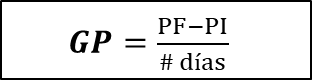 GP = PF−PI
# días